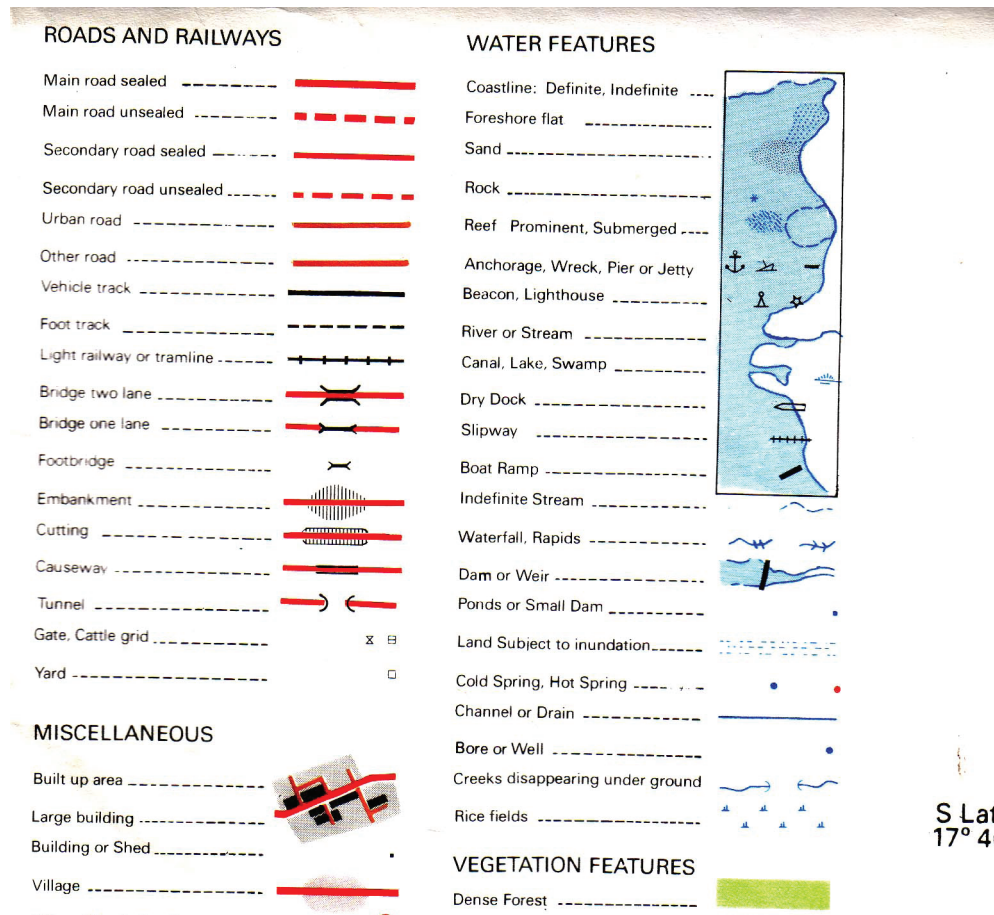 ROADS AND RAILWAYS
Main road sealed
Main road unsealed
Secondary road sealed
Secondary road unsealed
Urban road
Other road
Vehicle track
Foot track
Light railway or tramline
Bridge two lane
Bridge one lane
Footbridge
Embankment
Cutting
Causeway
Tunnel
Gate, Cattle grid
Yard
MISCELLANEOUS
Built up area
Large building
Building or Shed
Village
WATER FEATURES
Coastline: Definite, Indefinite
Foreshore flat
Sand
Rock
Reef Prominent, Submerged
Anchorage, Wreck, Pier or Jetty
Beacon, Lighthouse
River or Stream
Canal, Lake, Swamp
Dry Dock
Slipway
Boat Ramp
Indefinite Stream
Waterfall, Rapids
Dam or Weir
Ponds or Small Dam
Land Subject to inundation
Cold Spring, Hot Spring
Channel or Drain
Bore or Well
Creeks disappearing under ground
Rice fields
VEGETATION FEATURES
Dense Forest
S Lat
17° 4